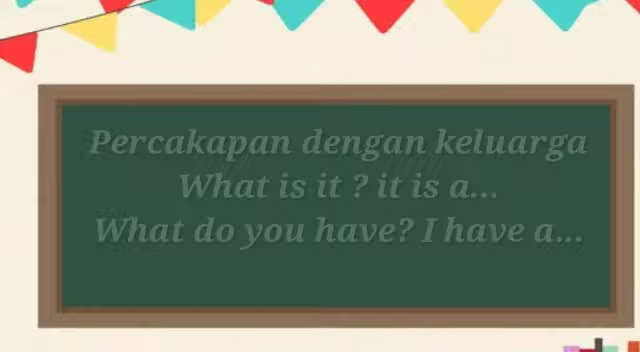 Percakapan dengan keluarga
What is it ? it is a...
What do you have? I have a...